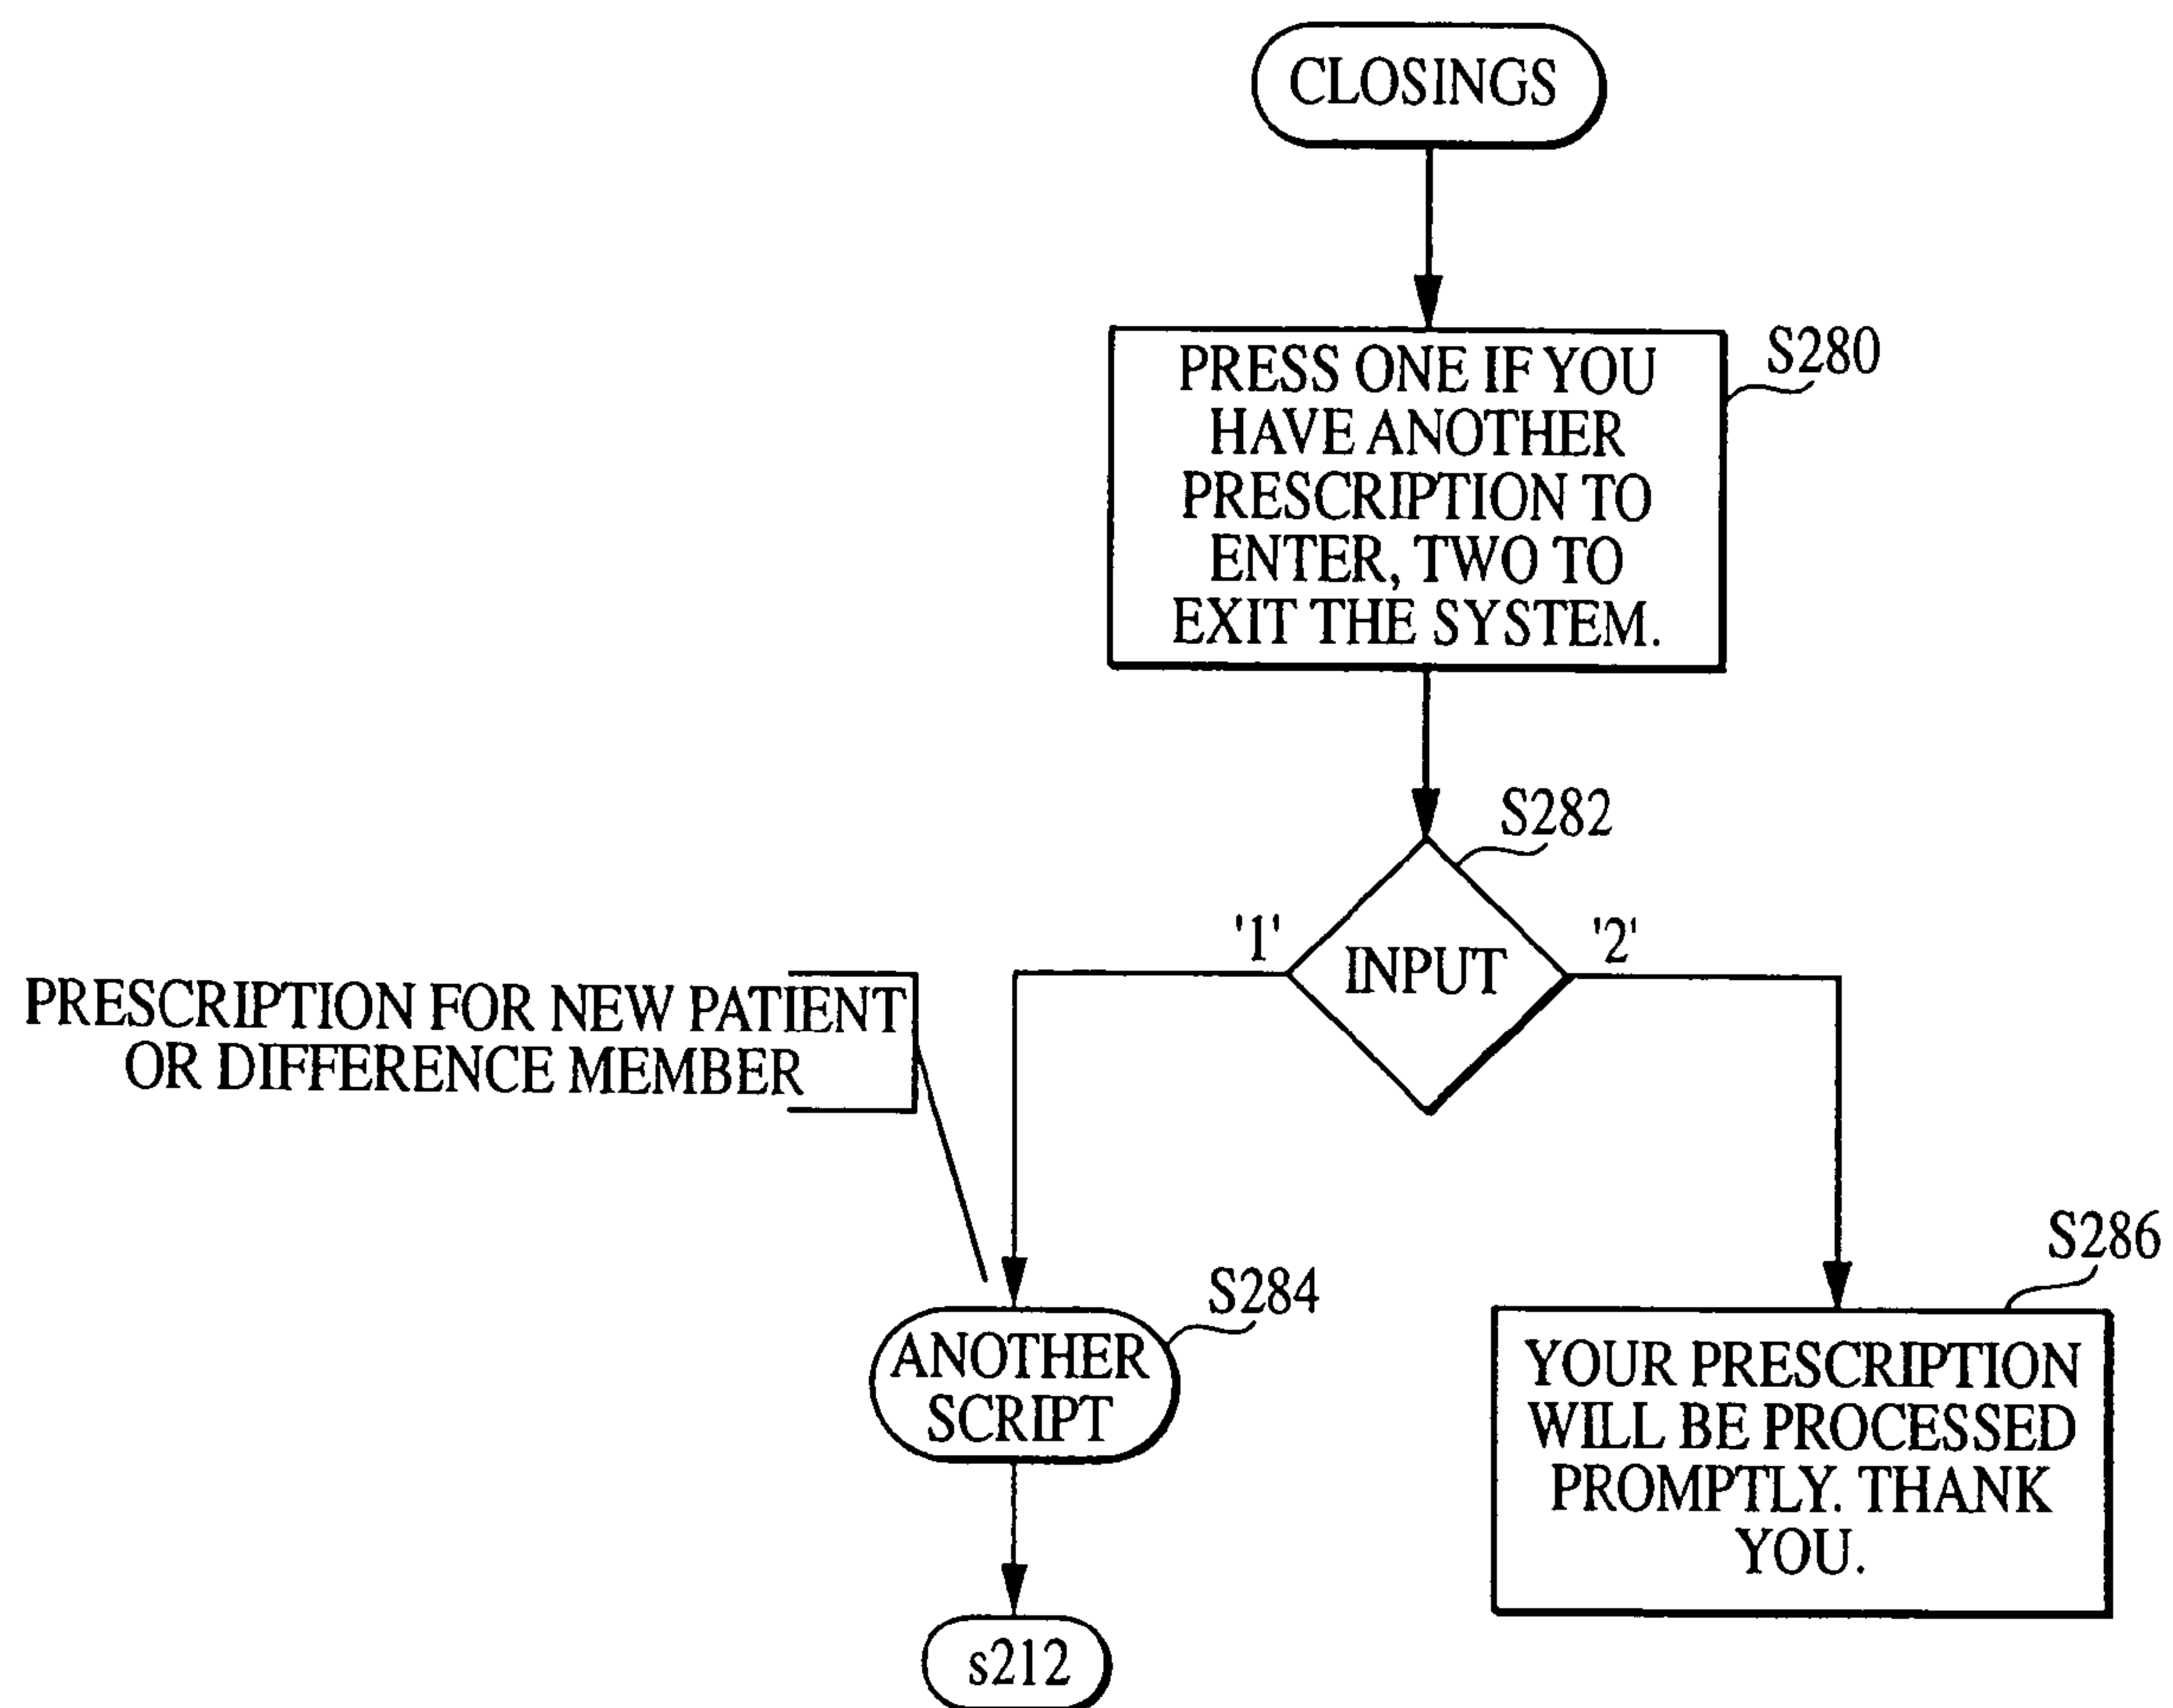 CLOSINGS
PRESS ONE IF YOU
HAVE ANOTHER
PRESCRIPTION TO
ENTER, TWO TO
EXIT THE SYSTEM.
S280
S282
'1'
INPUT
'2'
PRESCRIPTION FOR NEW PATIENT
OR DIFFERENCE MEMBER
S284
ANOTHER
SCRIPT
S286
YOUR PRESCRIPTION
WILL BE PROCESSED
PROMPTLY. THANK
YOU.
s212